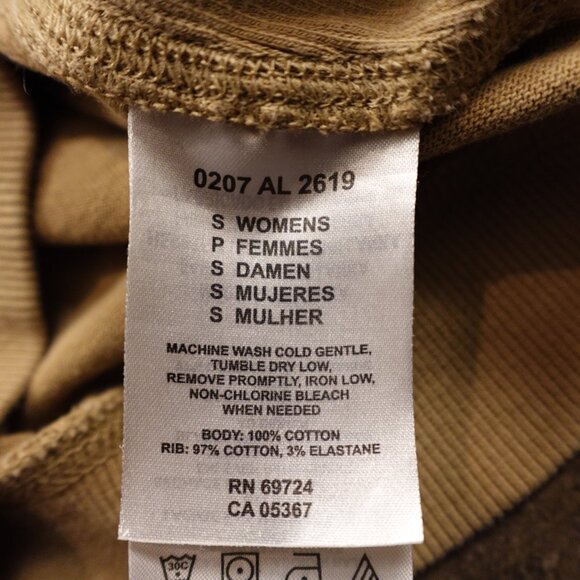 0207 AL 2619
S WOMENS
P FEMMES
S DAMEN
S MUJERES
S MULHER
MACHINE WASH COLD GENTLE,
TUMBLE DRY LOW,
REMOVE PROMPTLY, IRON LOW,
NON-CHLORINE BLEACH
WHEN NEEDED
BODY: 100% COTTON
RIB: 97% COTTON, 3% ELASTANE
RN 69724
CA 05367
30C